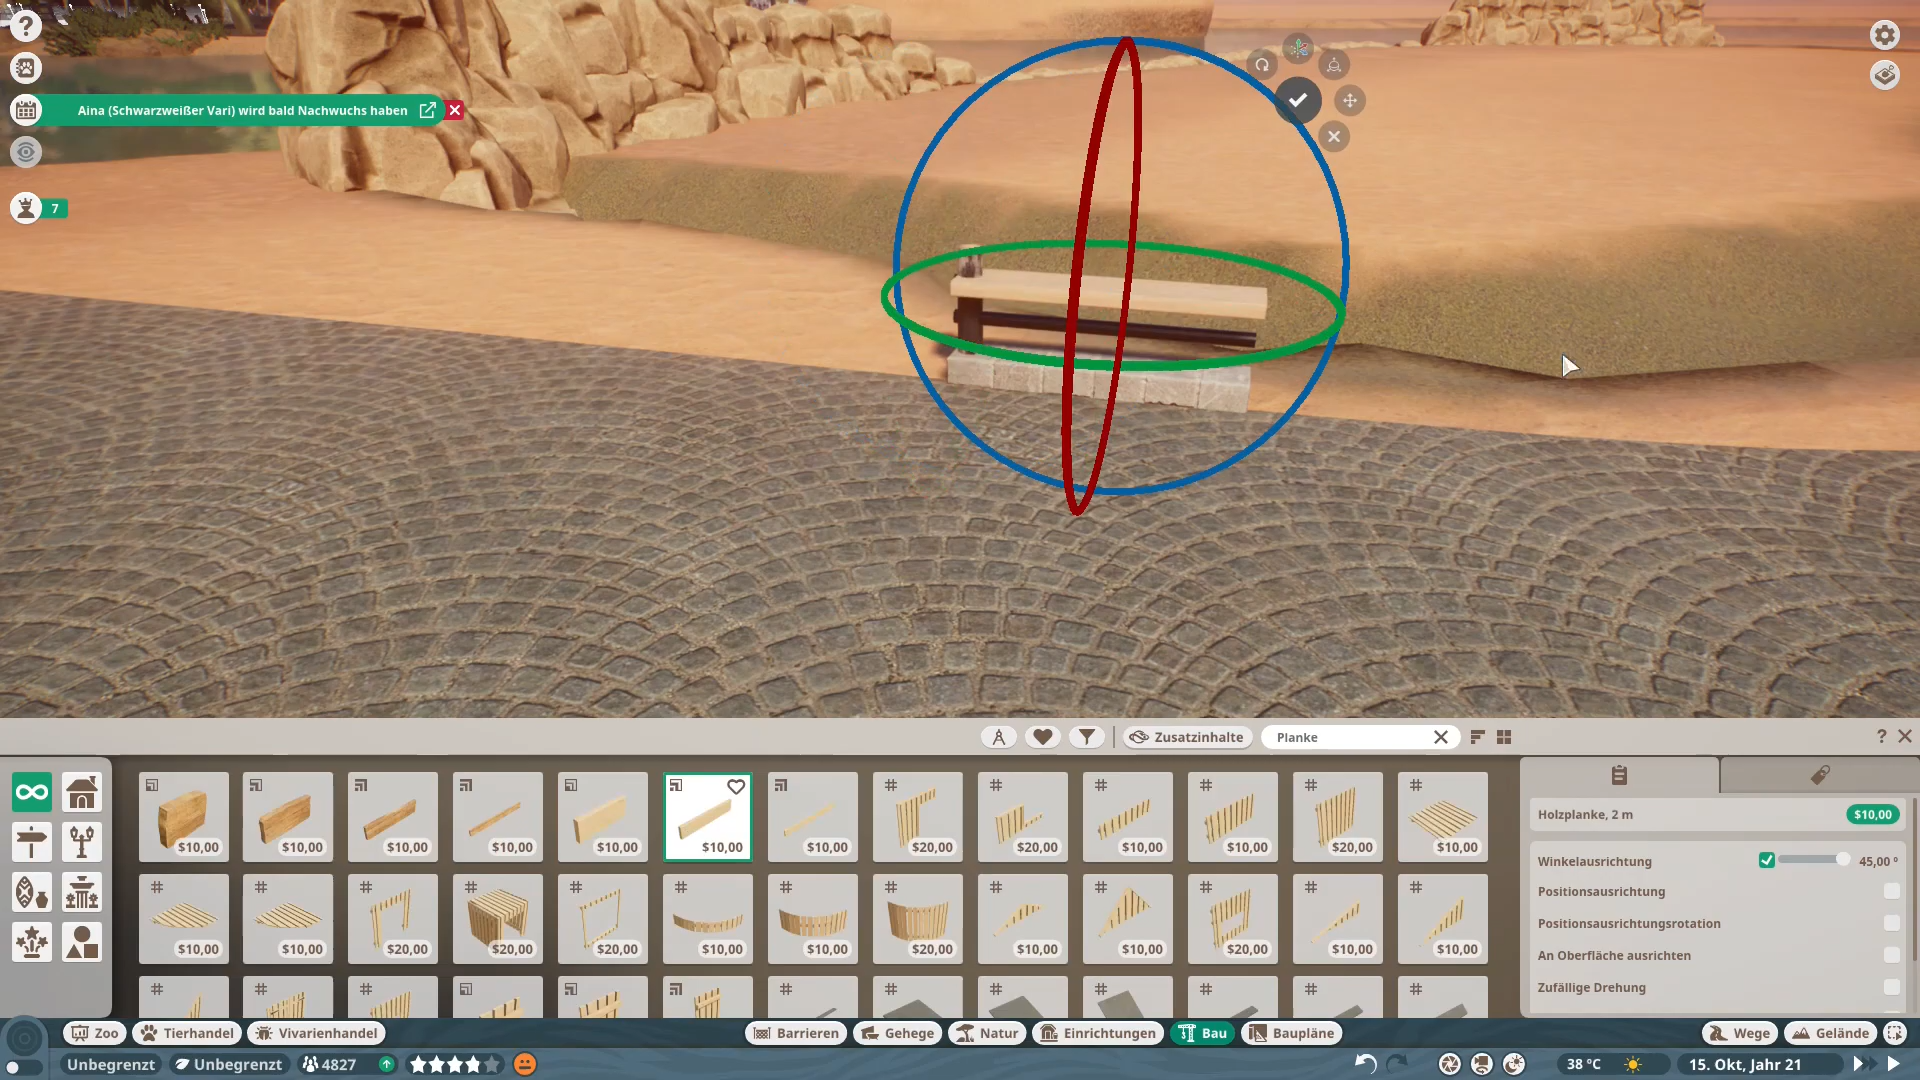 ?
Aina (Schwarzweißer Vari) wird bald Nachwuchs haben
7
Zusatzinhalte
Planke
?
$10,00 $10,00 $10,00 $10,00 $10,00 $10,00 $10,00 $20,00 $20,00 $10,00 $10,00 $20,00 $10,00
$10,00 $10,00 $20,00 $20,00 $20,00 $10,00 $10,00 $20,00 $10,00 $10,00 $20,00 $10,00 $10,00
Holzplanke, 2 m $10,00
Winkelausrichtung 45,00 °
Positionsausrichtung
Positionsausrichtungsrotation
An Oberfläche ausrichten
Zufällige Drehung
Zoo Tierhandel Vivarienhandel Barrieren Gehege Natur Einrichtungen Bau Baupläne Wege Gelände
Unbegrenzt Unbegrenzt 4827 38 °C 15. Okt, Jahr 21